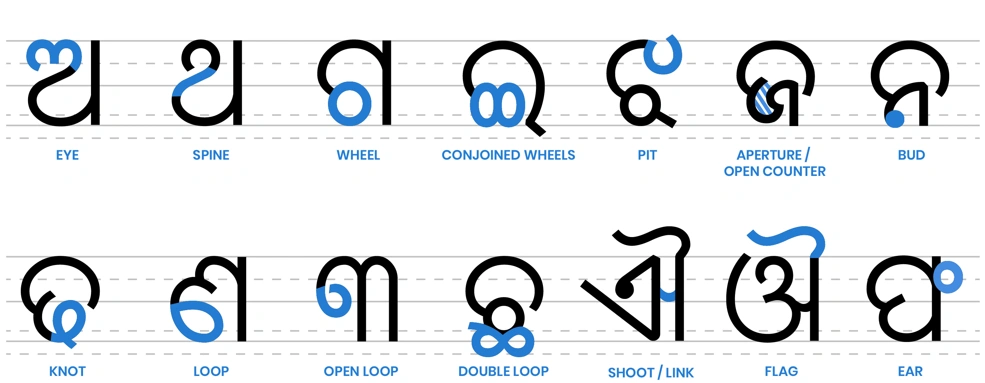 ଅ ଥ ଗ ଇ ହ ଜ ନ
EYE SPINE WHEEL CONJOINED WHEELS PIT APERTURE /
OPEN COUNTER BUD
କ ଶ ଣ ଛ ଐ ଔ ଫ
KNOT LOOP OPEN LOOP DOUBLE LOOP SHOOT / LINK FLAG EAR